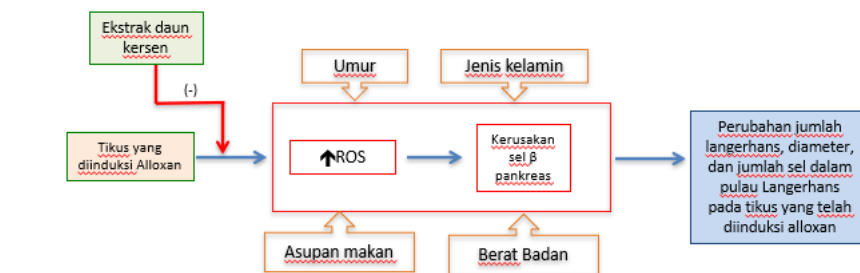 Ekstrak daun
kersen
(-)
Umur
Jenis kelamin
Tikus yang
diinduksi Alloxan
ROS
Kerusakan
sel β
pankreas
Perubahan jumlah
langerhans, diameter,
dan jumlah sel dalam
pulau Langerhans
pada tikus yang telah
diinduksi alloxan
Asupan makan
Berat Badan